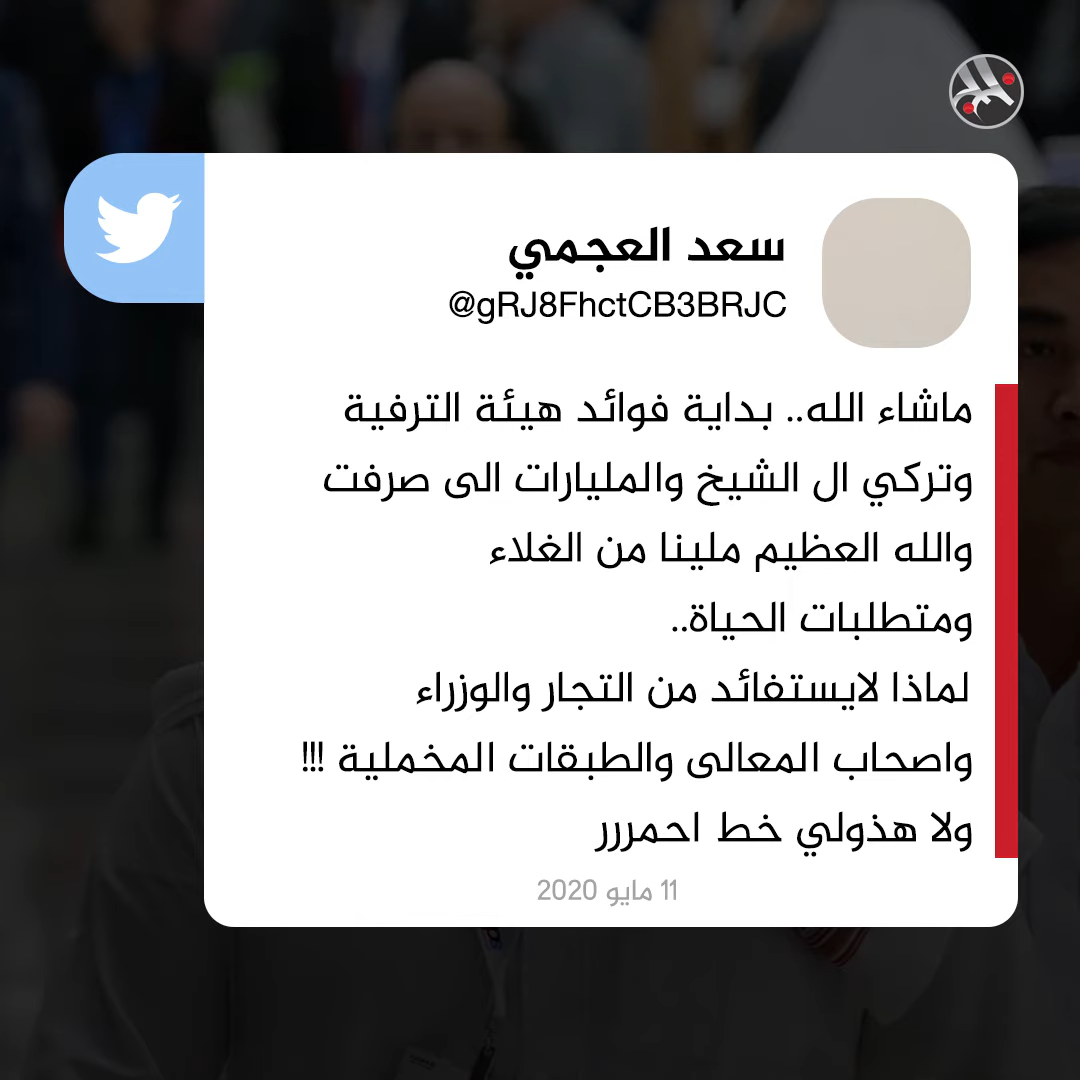 سعد العجمي
@gRJ8FhctCB3BRJC
ماشاء الله.. بداية فوائد هيئة الترفية
وتركي ال الشيخ والمليارات الى صرفت
والله العظيم ملينا من الغلاء
ومتطلبات الحياة..
لماذا لايستفائد من التجار والوزراء
واصحاب المعالى والطبقات المخملية !!!
ولا هذولي خط احمررر
11 مايو 2020